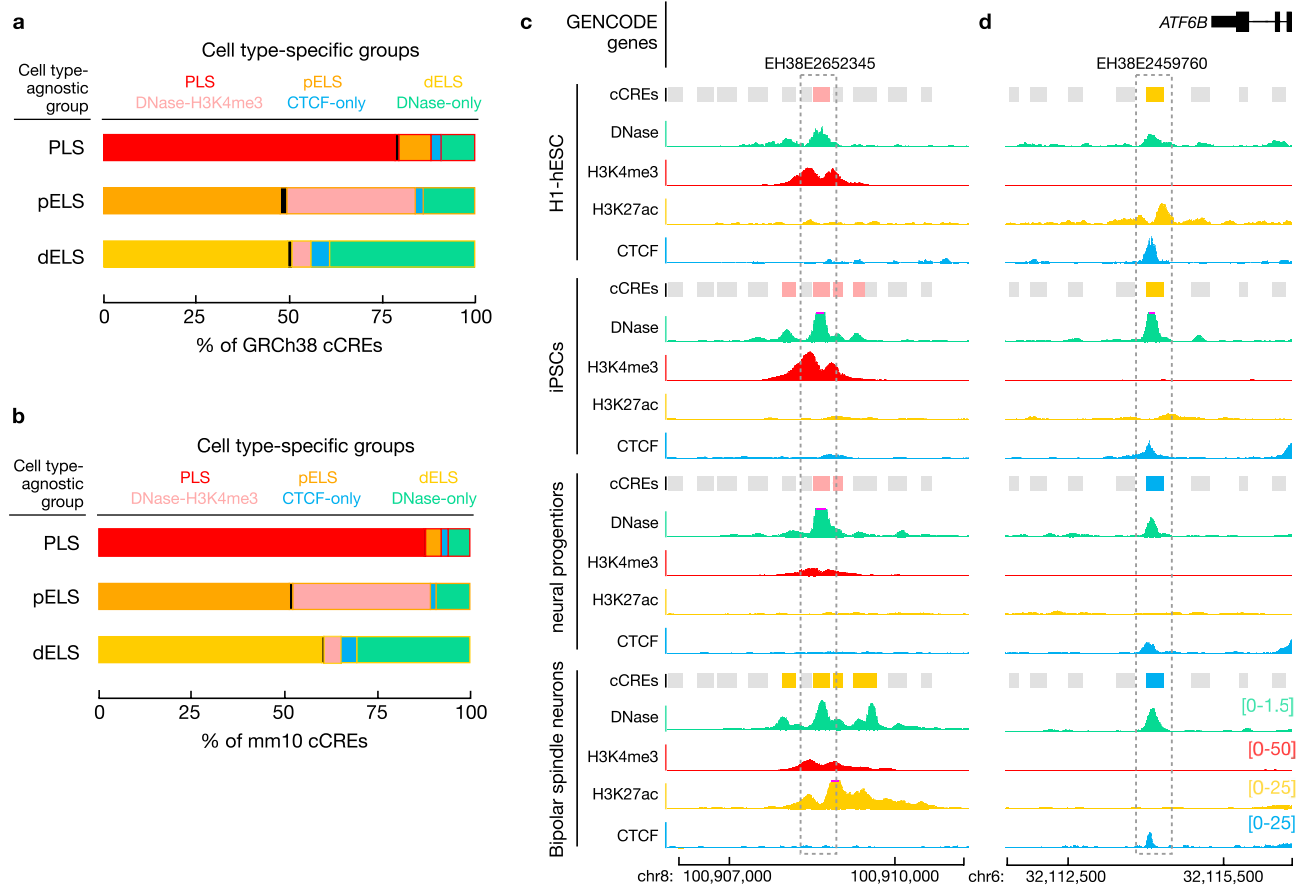 a
Cell type-specific groups
Cell type-
agnostic
group
PLS pELS dELS
DNase-H3K4me3 CTCF-only DNase-only
PLS
pELS
dELS
0 25 50 75 100
% of GRCh38 cCREs
b
Cell type-specific groups
Cell type-
agnostic
group
PLS pELS dELS
DNase-H3K4me3 CTCF-only DNase-only
PLS
pELS
dELS
0 25 50 75 100
% of mm10 cCREs
c
GENCODE
genes
EH38E2652345
H1-hESC
cCREs
DNase
H3K4me3
H3K27ac
CTCF
iPSCs
cCREs
DNase
H3K4me3
H3K27ac
CTCF
neural progentiors
cCREs
DNase
H3K4me3
H3K27ac
CTCF
Bipolar spindle neurons
cCREs
DNase
H3K4me3
H3K27ac
CTCF
chr8: 100,907,000 100,910,000
d
ATF6B
EH38E2459760
[0-1.5]
[0-50]
[0-25]
[0-25]
chr6: 32,112,500 32,115,500